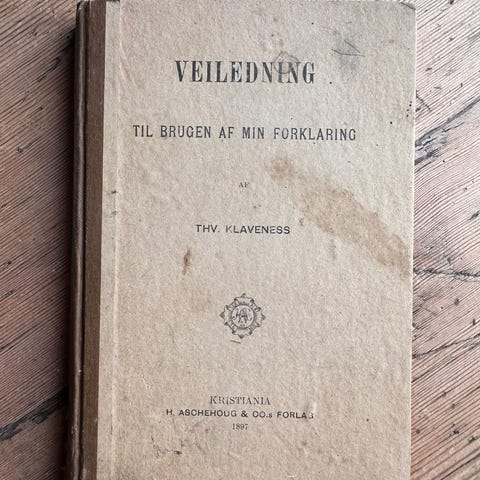 VEILEDNING
TIL BRUGEN AF MIN FORKLARING
AF
THV. KLAVENESS
KRISTIANIA
H. ASCHEHOUG & CO.s FORLAG
1897